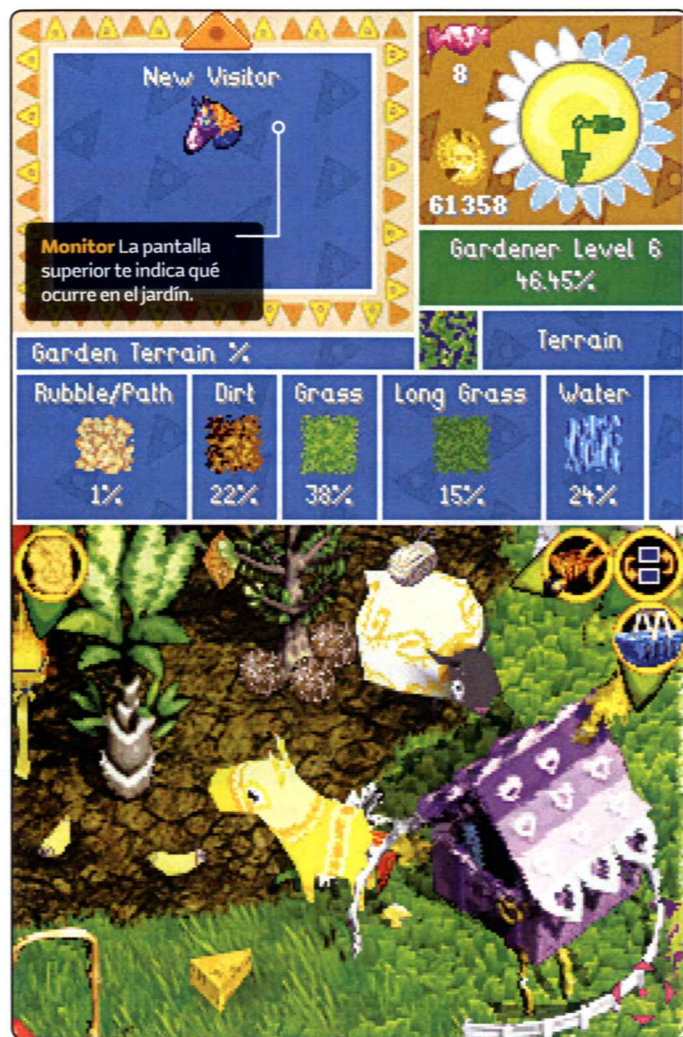 New Visitor
8
61358
Monitor La pantalla
superior te indica qué
ocurre en el jardín.
Gardener Level 6
46.45%
Garden Terrain %
Terrain
Rubble/Path
Dirt
Grass
Long Grass
Water
1%
22%
38%
15%
24%